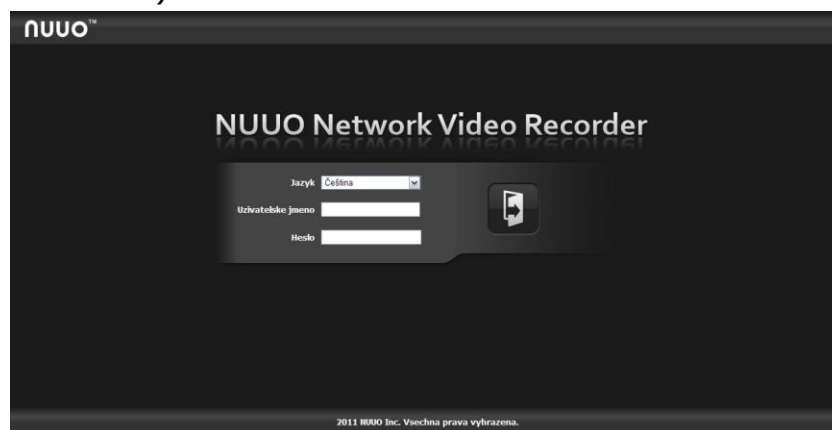 nuuo™
NUUO Network Video Recorder
Jazyk Čeština
Uzivatelske jmeno
Heslo
2011 NUUO Inc. Vsechna prava vyhrazena.